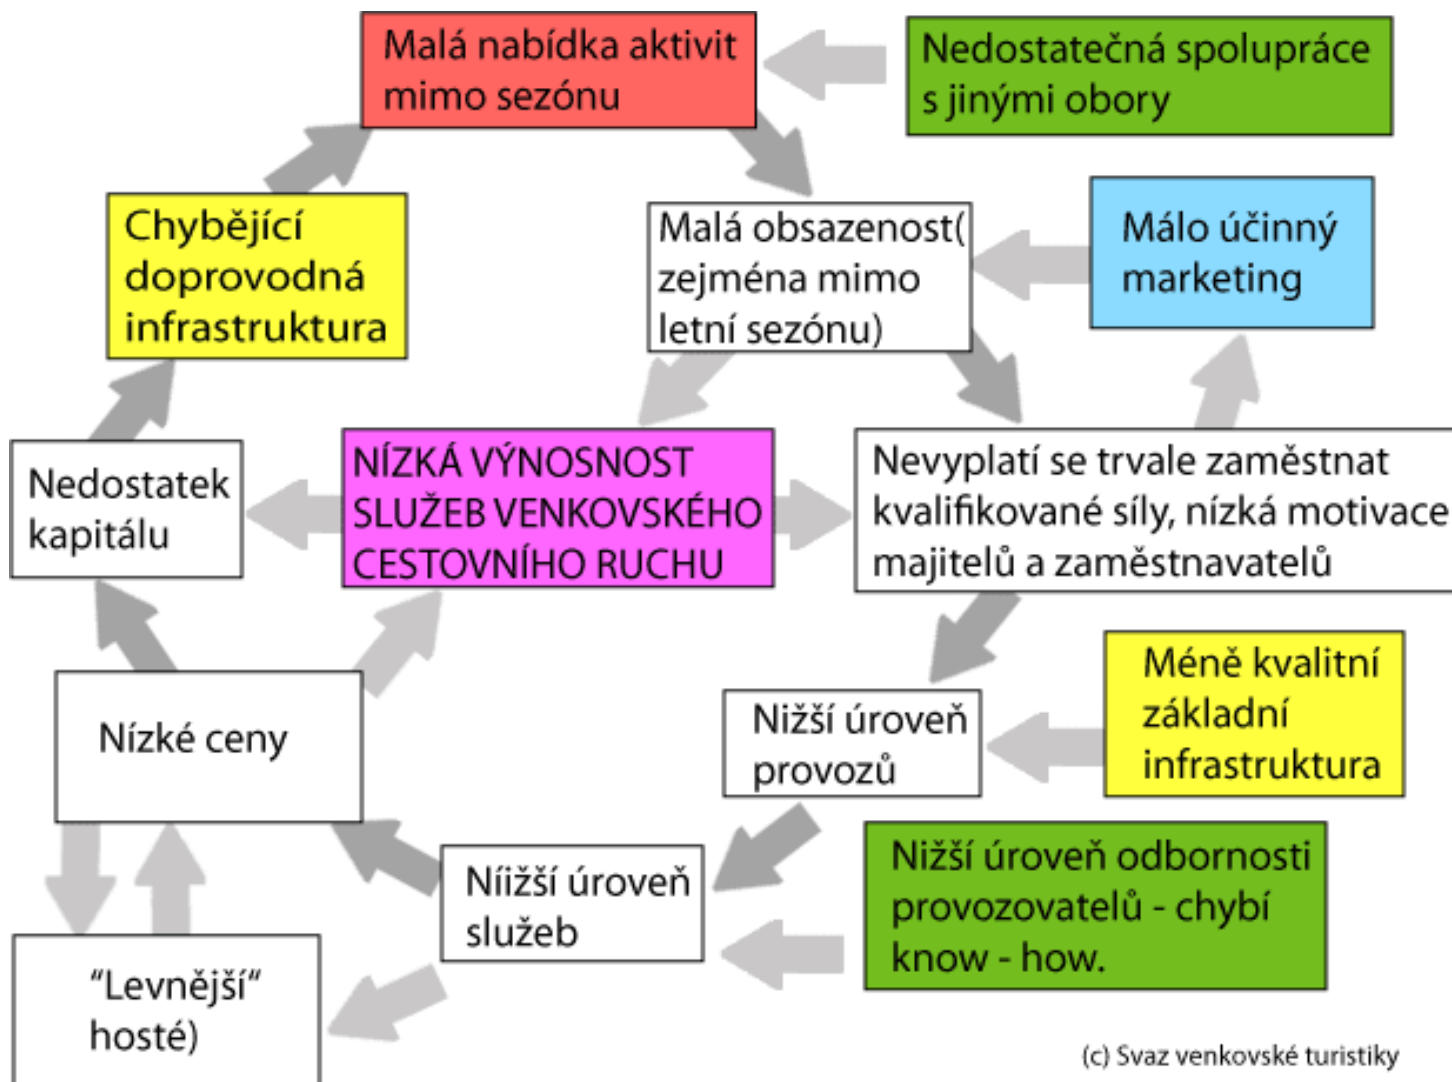 Malá nabídka aktivit
mimo sezónu
Nedostatečná spolupráce
s jinými obory
Chybějící
doprovodná
infrastruktura
Malá obsazenost(
zejména mimo
letní sezónu)
Málo účinný
marketing
Nedostatek
kapitálu
NÍZKÁ VÝNOSNOST
SLUŽEB VENKOVSKÉHO
CESTOVNÍHO RUCHU
Nevyplatí se trvale zaměstnat
kvalifikované síly, nízká motivace
majitelů a zaměstnavatelů
Nízké ceny
Nižší úroveň
provozů
Méně kvalitní
základní
infrastruktura
Níižší úroveň
služeb
Nižší úroveň odbornosti
provozovatelů - chybí
know - how.
“Levnější“
hosté)
(c) Svaz venkovské turistiky